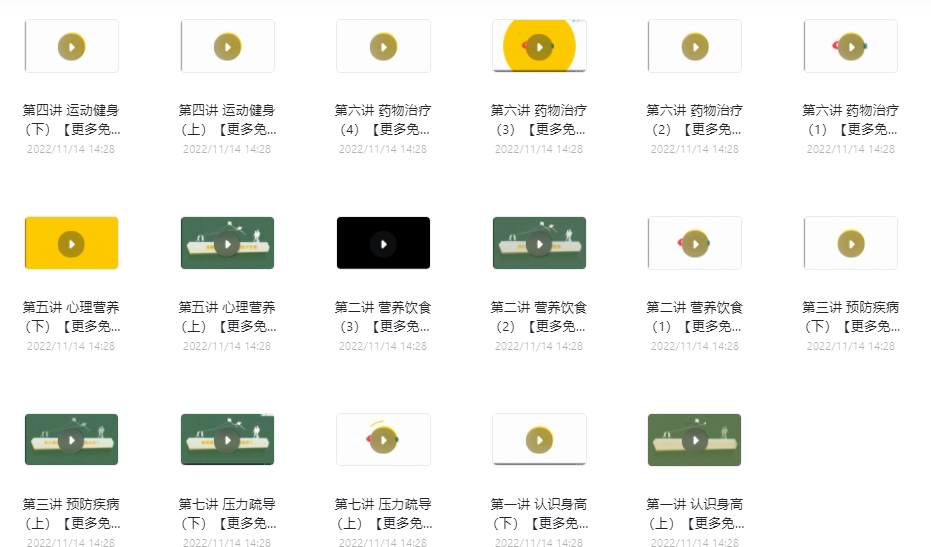 第四讲 运动健身
（下）【更多免...
2022/11/14 14:28
第四讲 运动健身
（上）【更多免...
2022/11/14 14:28
第六讲 药物治疗
（4）【更多免...
2022/11/14 14:28
第六讲 药物治疗
（3）【更多免...
2022/11/14 14:28
第六讲 药物治疗
（2）【更多免...
2022/11/14 14:28
第六讲 药物治疗
（1）【更多免...
2022/11/14 14:28
第五讲 心理营养
（下）【更多免...
2022/11/14 14:28
第五讲 心理营养
（上）【更多免...
2022/11/14 14:28
第二讲 营养饮食
（3）【更多免...
2022/11/14 14:28
第二讲 营养饮食
（2）【更多免...
2022/11/14 14:28
第二讲 营养饮食
（1）【更多免...
2022/11/14 14:28
第三讲 预防疾病
（下）【更多免...
2022/11/14 14:28
第三讲 预防疾病
（上）【更多免...
2022/11/14 14:28
第七讲 压力疏导
（下）【更多免...
2022/11/14 14:28
第七讲 压力疏导
（上）【更多免...
2022/11/14 14:28
第一讲 认识身高
（下）【更多免...
2022/11/14 14:28
第一讲 认识身高
（上）【更多免...
2022/11/14 14:28